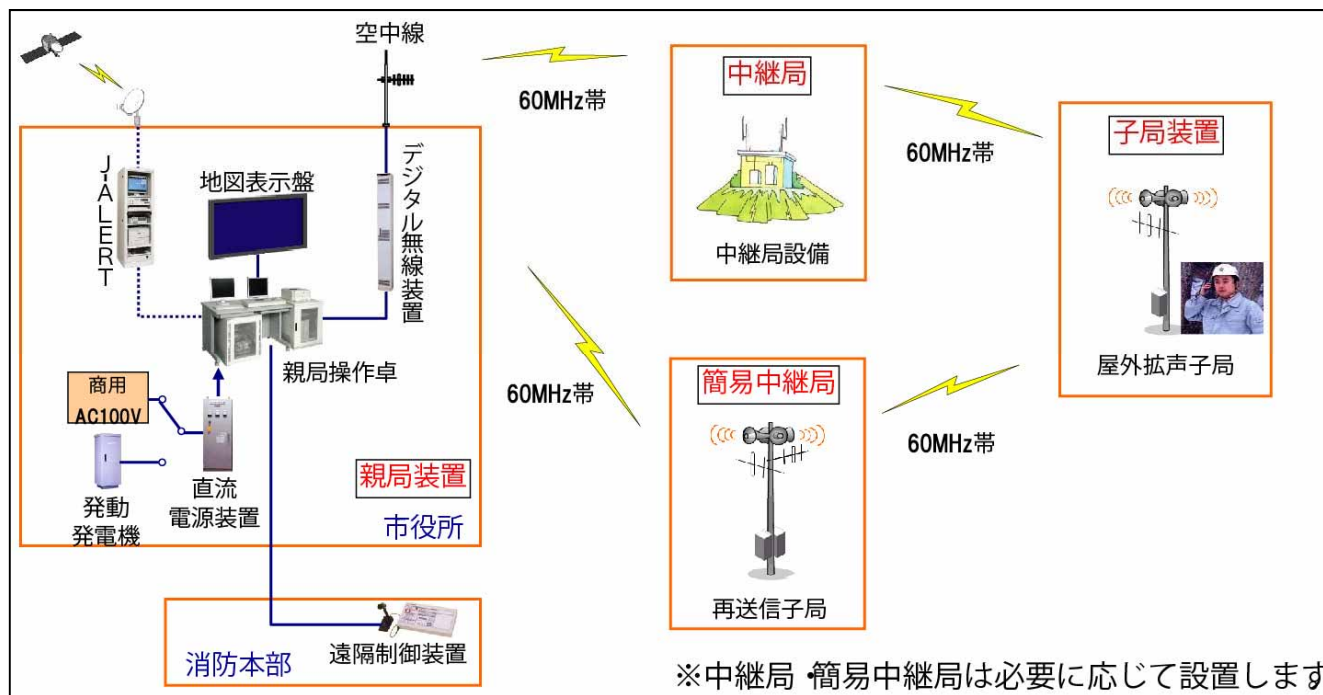 空中線
60MHz帯
中継局
中継局設備
60MHz帯
子局装置
屋外拡声子局
J-ALERT
地図表示盤
デジタル無線装置
親局操作卓
商用
AC100V
発動
発電機
直流
電源装置
親局装置
市役所
60MHz帯
簡易中継局
再送信子局
60MHz帯
消防本部
遠隔制御装置
※中継局・簡易中継局は必要に応じて設置します